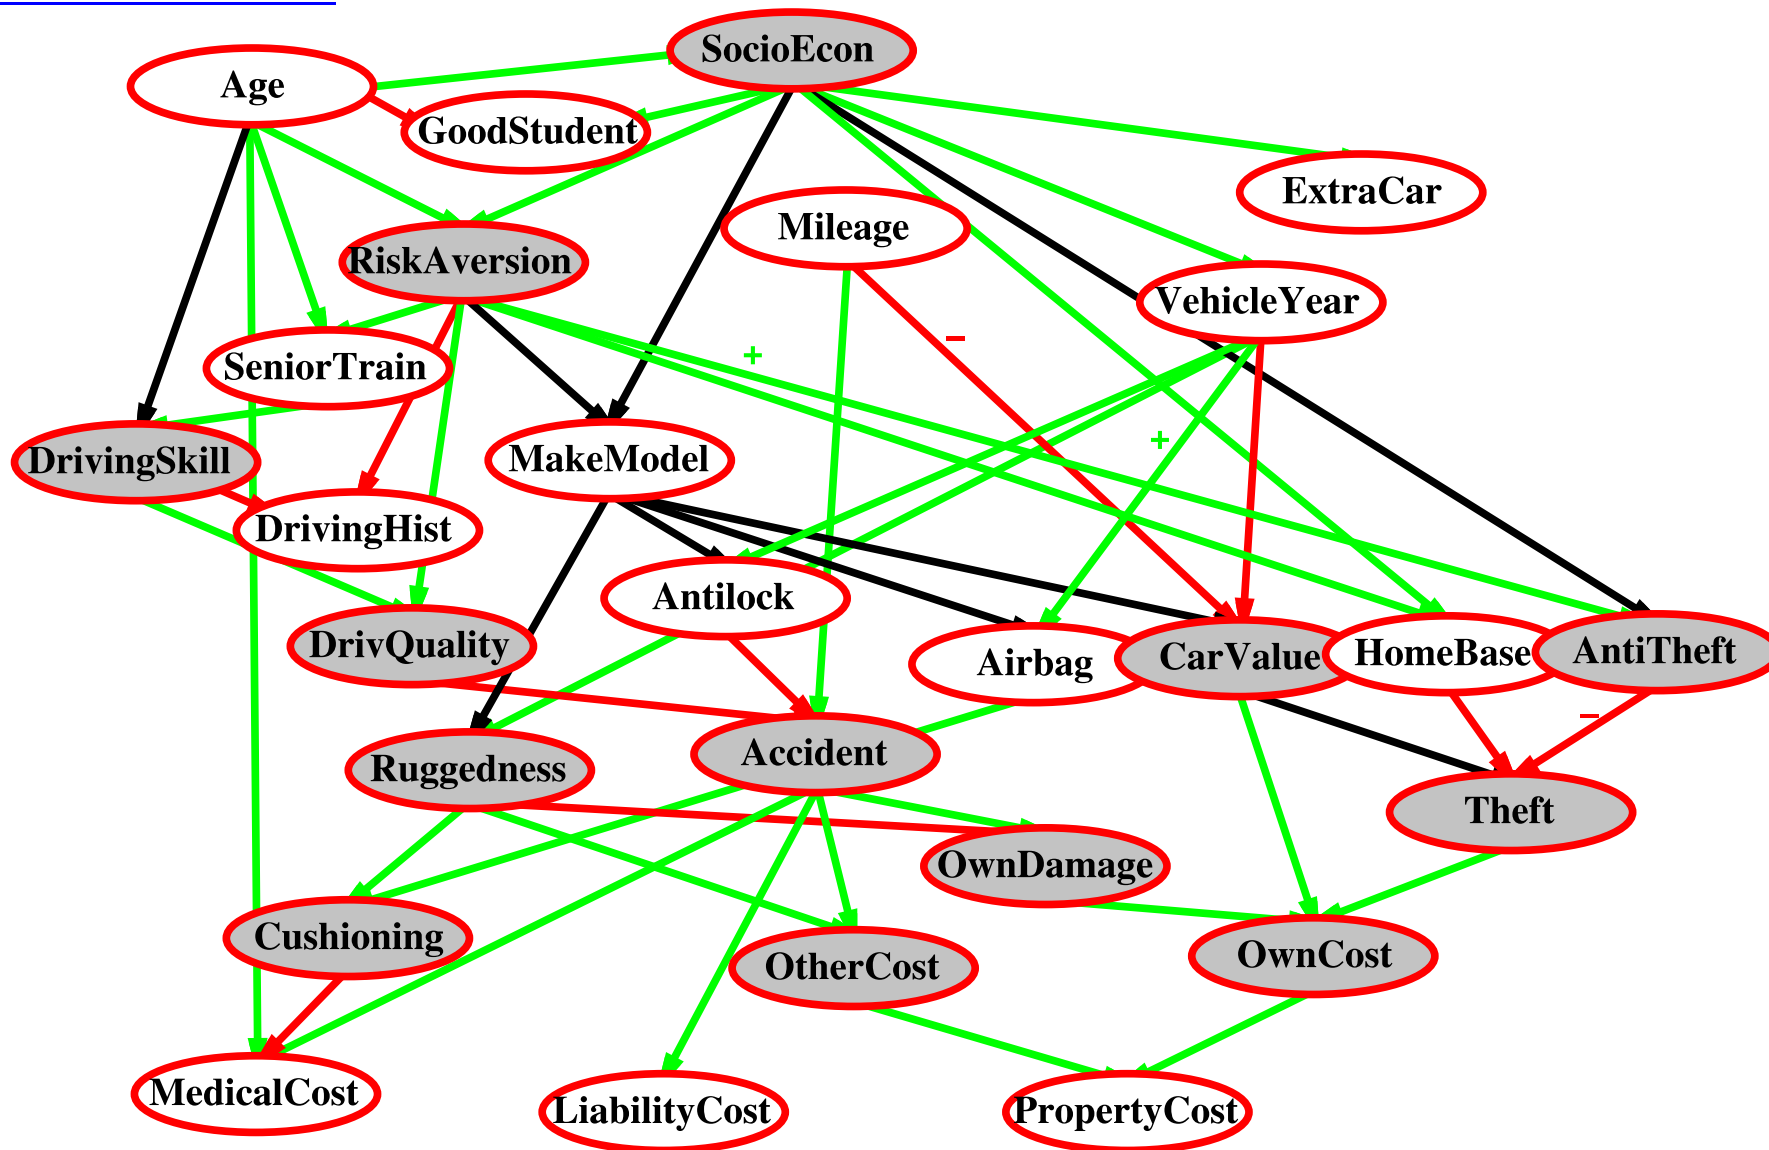 SocioEcon
Age
GoodStudent
ExtraCar
Mileage
RiskAversion
VehicleYear
−
+
SeniorTrain
+
DrivingSkill
MakeModel
DrivingHist
Antilock
DrivQuality
Airbag
CarValue
HomeBase
AntiTheft
−
Accident
Ruggedness
Theft
OwnDamage
Cushioning
OtherCost
OwnCost
MedicalCost
LiabilityCost
PropertyCost